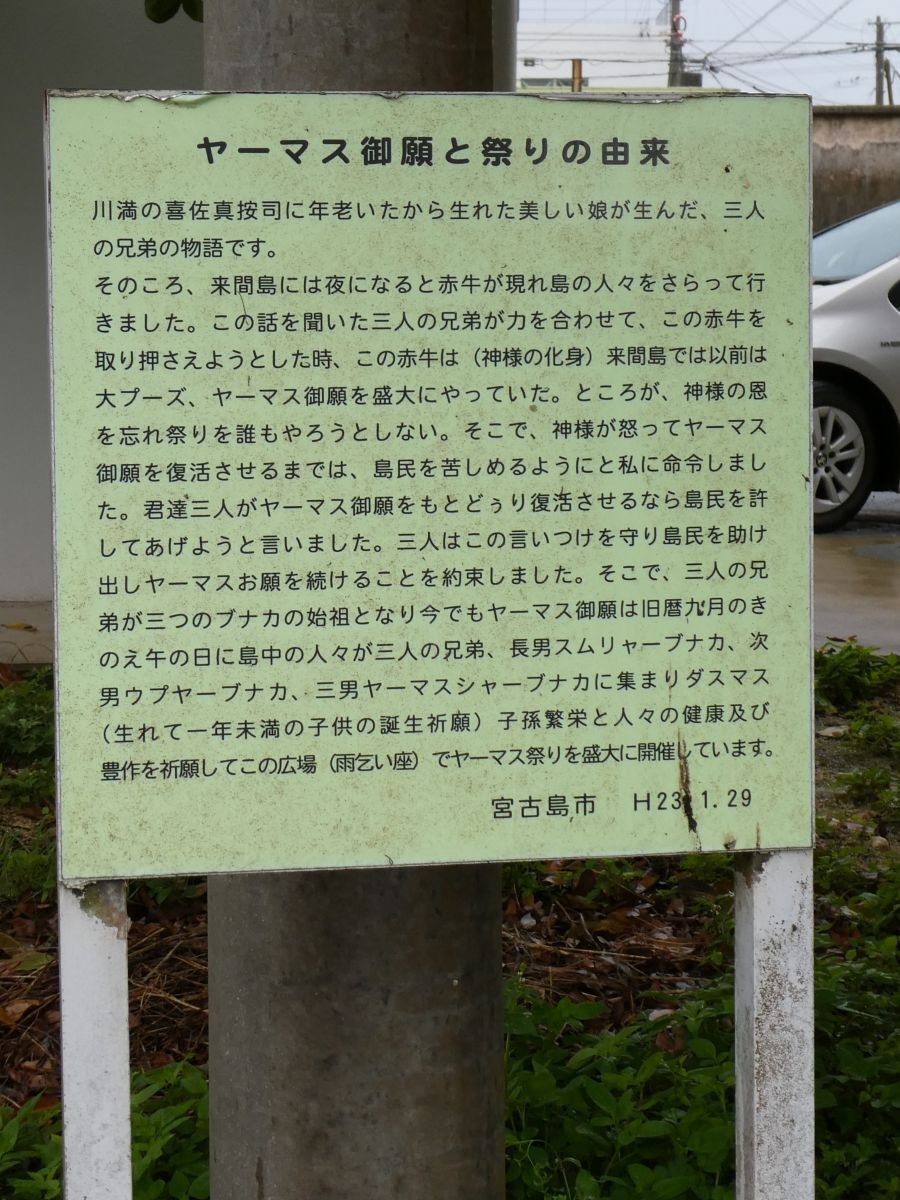 ヤーマス御願と祭りの由来
川満の喜佐真按司に年老いたから生れた美しい娘が生んだ、三人
の兄弟の物語です。
そのころ、来間島には夜になると赤牛が現れ島の人々をさらって行
きました。この話を聞いた三人の兄弟が力を合わせて、この赤牛を
取り押さえようとした時、この赤牛は（神様の化身）来間島では以前は
大プーズ、ヤーマス御願を盛大にやっていた。ところが、神様の恩
を忘れ祭りを誰もやろうとしない。そこで、神様が怒ってヤーマス
御願を復活させるまでは、島民を苦しめるようにと私に命令しまし
た。君達三人がヤーマス御願をもとどぅり復活させるなら島民を許
してあげようと言いました。三人はこの言いつけを守り島民を助け
出しヤーマスお願を続けることを約束しました。そこで、三人の兄
弟が三つのブナカの始祖となり今でもヤーマス御願は旧暦九月のき
のえ午の日に島中の人々が三人の兄弟、長男スムリャーブナカ、次
男ウプヤーブナカ、三男ヤーマスシャーブナカに集まりダスマス
（生れて一年未満の子供の誕生祈願）子孫繁栄と人々の健康及び
豊作を祈願してこの広場（雨乞い座）でヤーマス祭りを盛大に開催しています。
宮古島市　H23.1.29